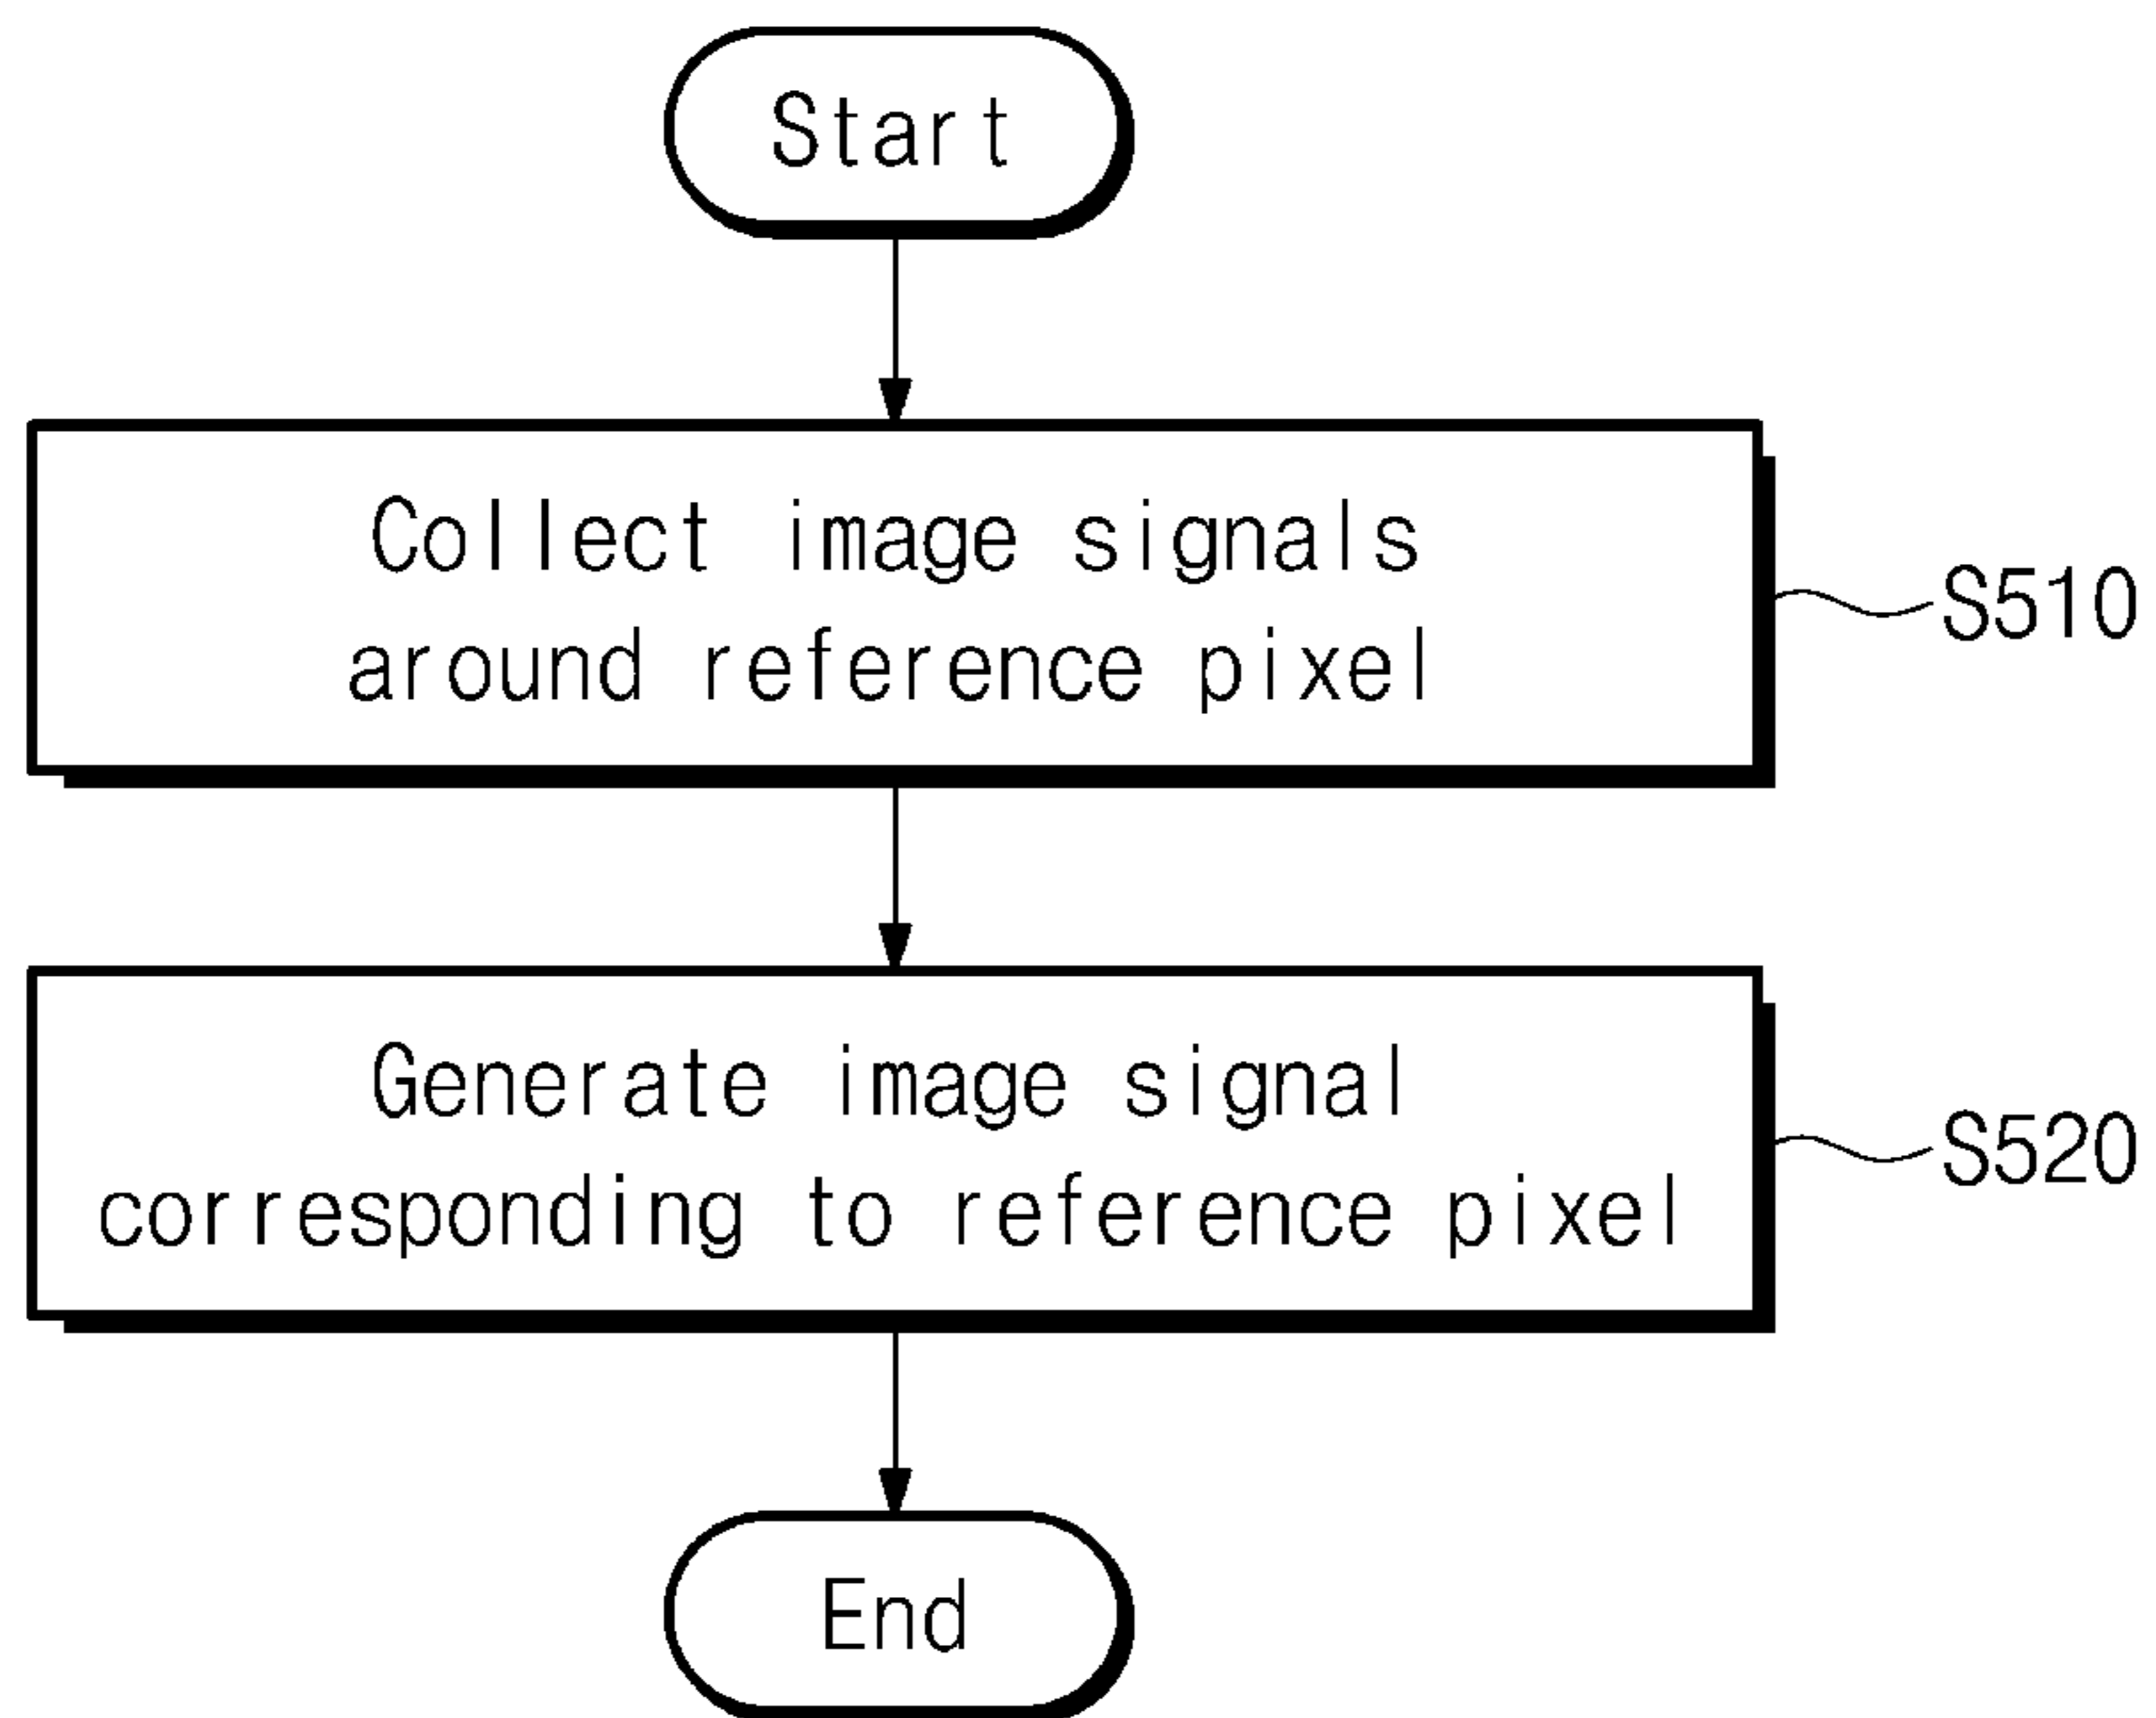 Start
Collect image signals
around reference pixel
S510
Generate image signal
corresponding to reference pixel
S520
End